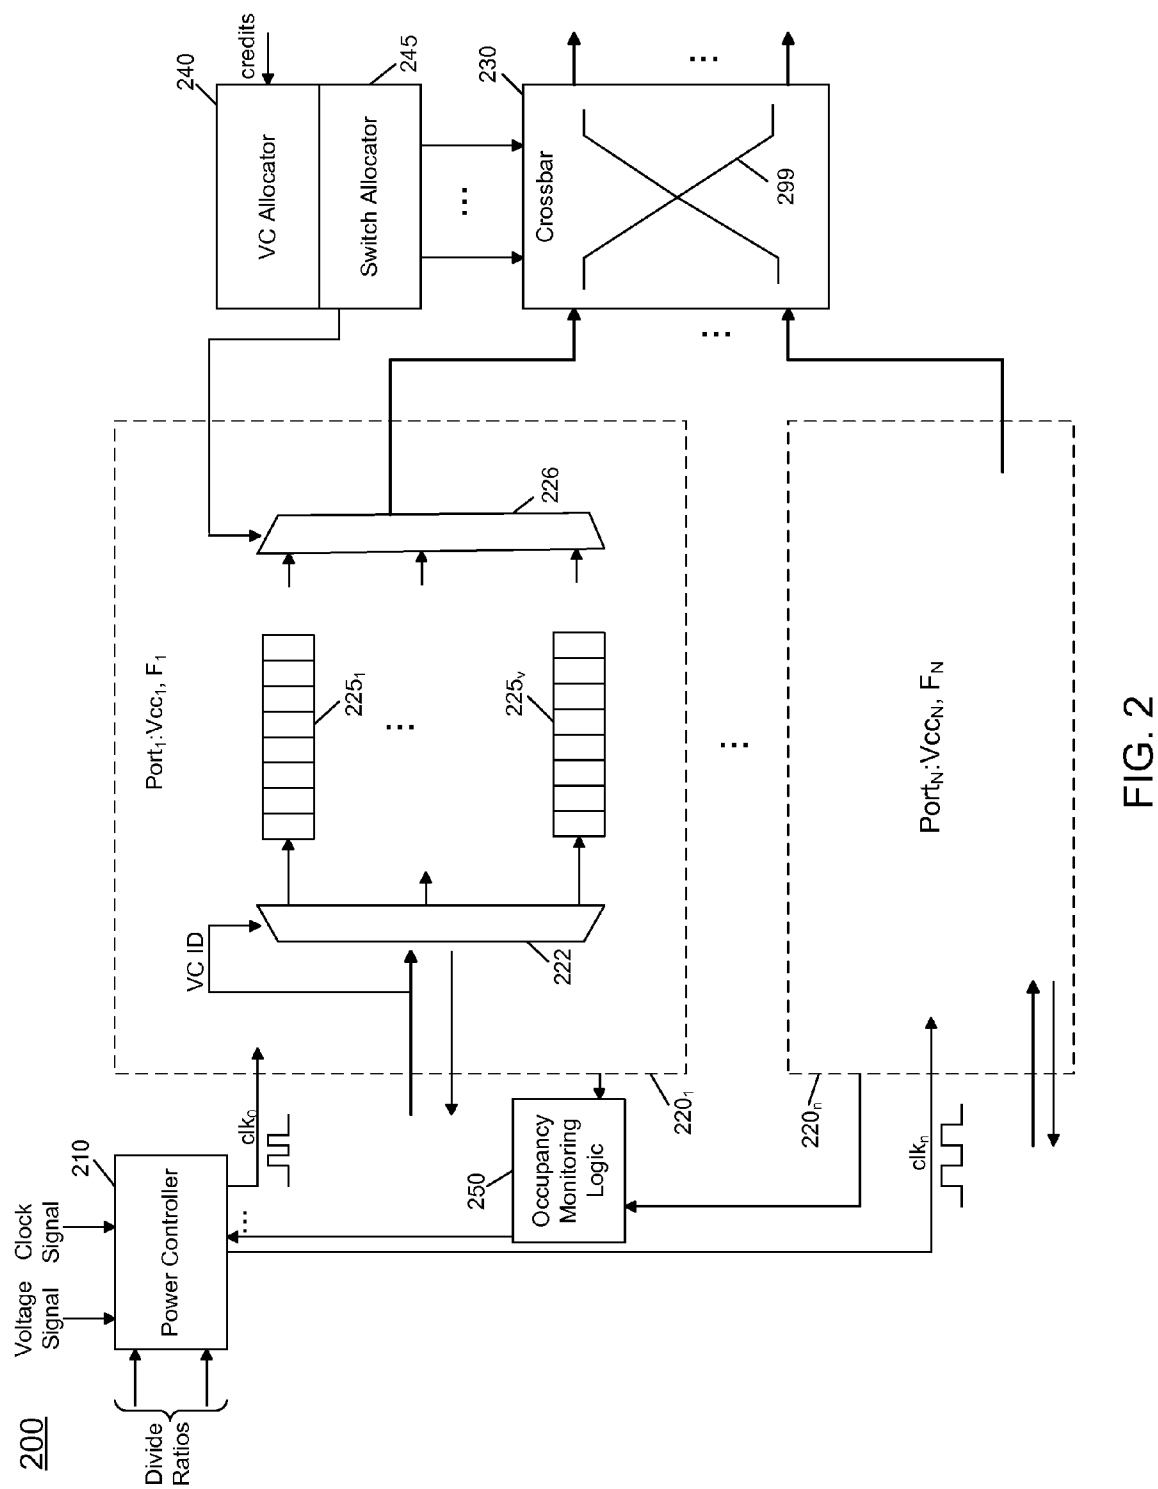 200
Divide
Ratios
Voltage
Signal
Clock
Signal
210
Power Controller
clk0
...
250
Occupancy
Monitoring
Logic
clkn
2201
220n
Port1:Vcc1, F1
VC ID
222
2251
...
225v
226
...
PortN:VccN, FN
240
credits
VC Allocator
245
Switch Allocator
...
230
Crossbar
299
...
...
FIG. 2